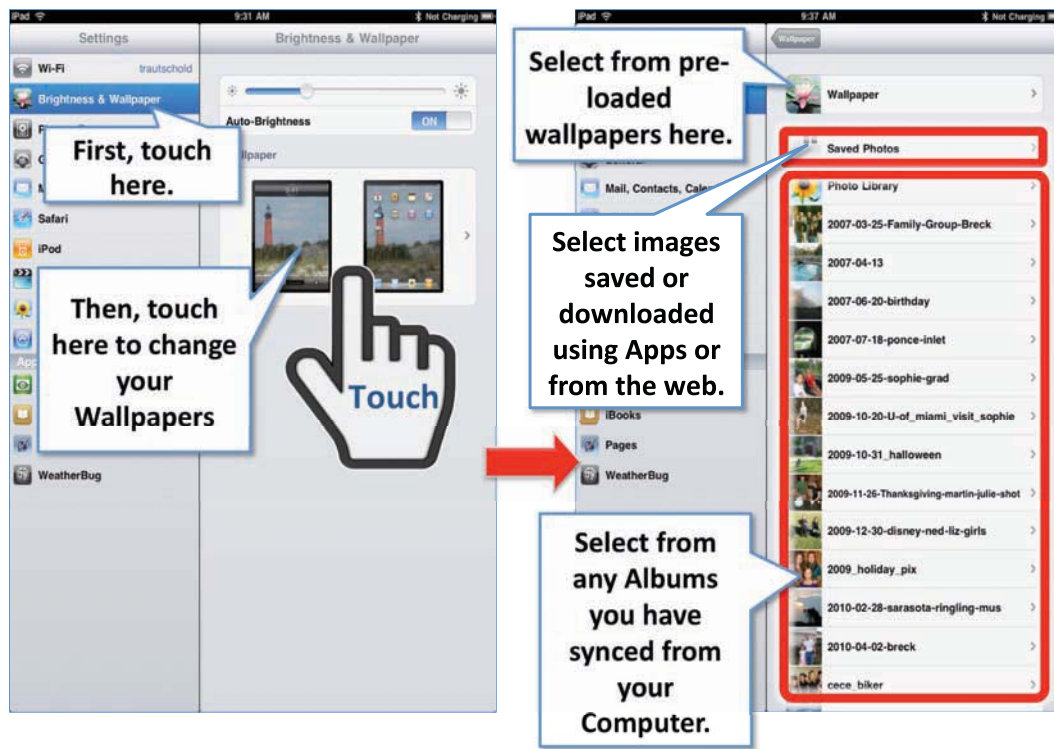 iPad 9:31 AM Not Charging
Settings
Brightness & Wallpaper
Wi-Fi trautschold
Brightness & Wallpaper
First, touch
here.
Safari
iPod
Then, touch
here to change
your
Wallpapers
WeatherBug
Auto-Brightness ON
Touch
iPad 9:37 AM Not Charging
Wallpaper
Select from pre-
loaded
wallpapers here.
General
Mail, Contacts, Cale
Select images
saved or
downloaded
using Apps or
from the web.
iBooks
Pages
WeatherBug
Select from
any Albums
you have
synced from
your
Computer.
Wallpaper
Saved Photos
Photo Library
2007-03-25-Family-Group-Breck
2007-04-13
2007-06-20-birthday
2007-07-18-ponce-inlet
2009-05-25-sophie-grad
2009-10-20-U-of_miami_visit_sophie
2009-10-31_halloween
2009-11-26-Thanksgiving-martin-julie-shot
2009-12-30-disney-ned-liz-girls
2009_holiday_pix
2010-02-28-sarasota-ringling-mus
2010-04-02-breck
cece_biker